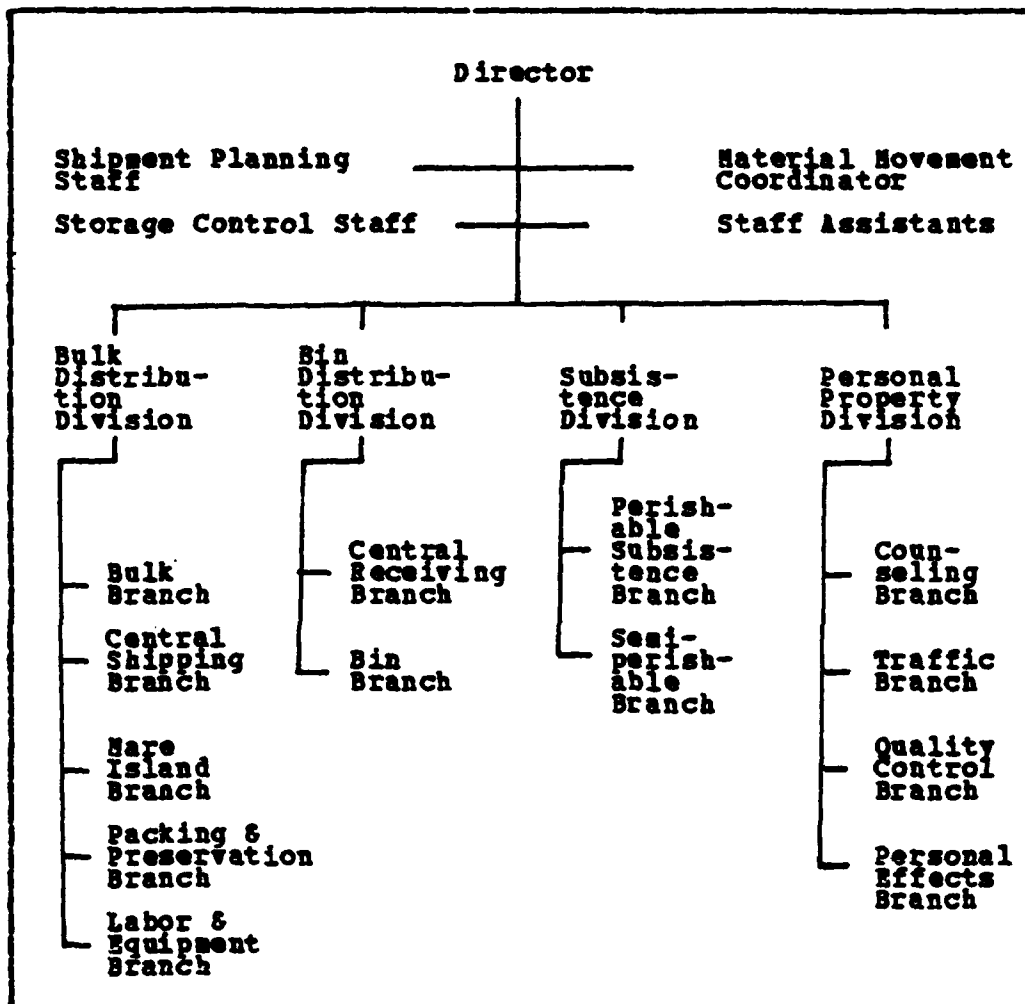 Director
Shipment Planning
Staff
Material Movement
Coordinator
Storage Control Staff
Staff Assistants
Bulk
Distribu-
tion
Division
Bin
Distribu-
tion
Division
Subsis-
tence
Division
Personal
Property
Division
Bulk
Branch
Central
Shipping
Branch
Mare
Island
Branch
Packing &
Preservation
Branch
Labor &
Equipment
Branch
Central
Receiving
Branch
Bin
Branch
Perish-
able
Subsis-
tence
Branch
Semi-
perish-
able
Branch
Coun-
seling
Branch
Traffic
Branch
Quality
Control
Branch
Personal
Effects
Branch